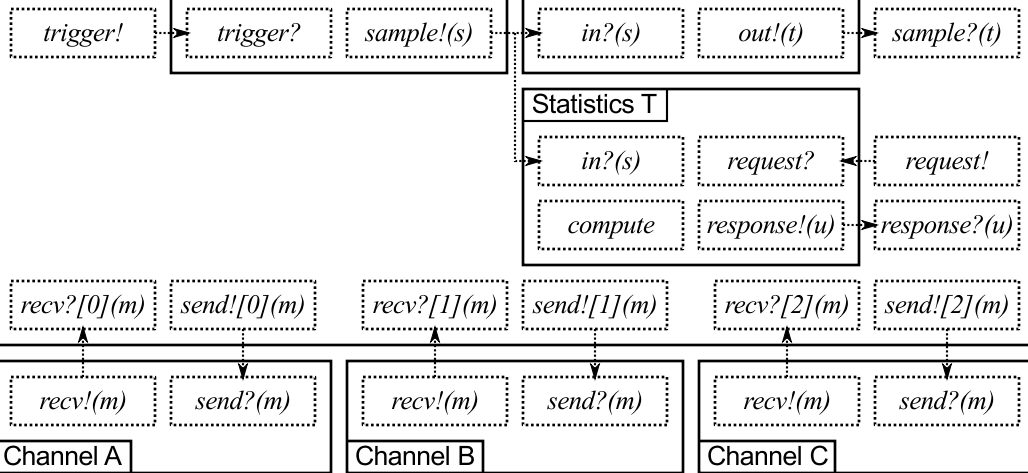 trigger! trigger? sample!(s) in?(s) out!(t) sample?(t)
Statistics T
in?(s) request? request!
compute response!(u) response?(u)
recv?[0](m) send![0](m) recv?[1](m) send![1](m) recv?[2](m) send![2](m)
recv!(m) send?(m) recv!(m) send?(m) recv!(m) send?(m)
Channel A Channel B Channel C